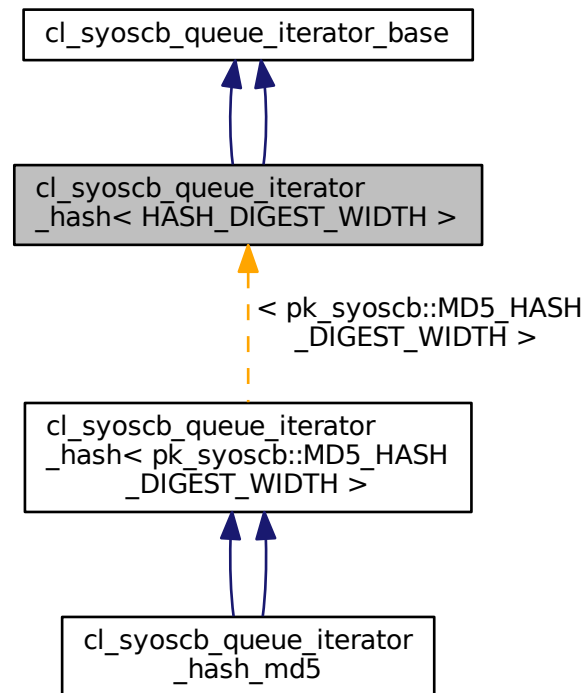 cl_syoscb_queue_iterator_base
cl_syoscb_queue_iterator
_hash< HASH_DIGEST_WIDTH >
< pk_syoscb::MD5_HASH
_DIGEST_WIDTH >
cl_syoscb_queue_iterator
_hash< pk_syoscb::MD5_HASH
_DIGEST_WIDTH >
cl_syoscb_queue_iterator
_hash_md5